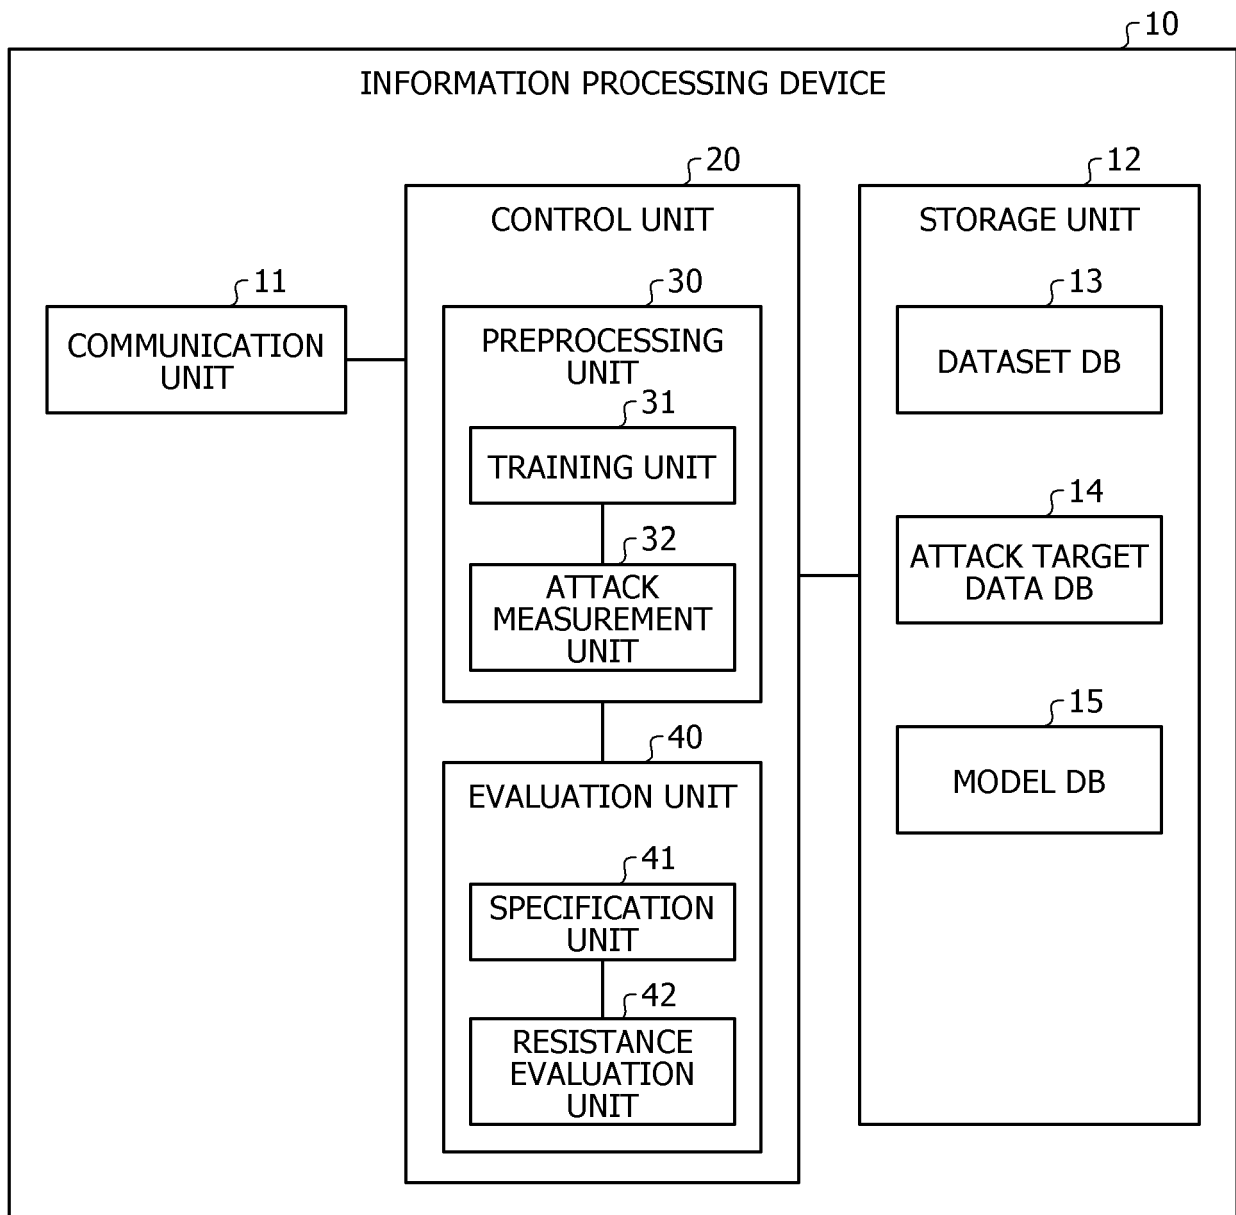 10
INFORMATION PROCESSING DEVICE
20
CONTROL UNIT
12
STORAGE UNIT
11
COMMUNICATION
UNIT
30
PREPROCESSING
UNIT
31
TRAINING UNIT
32
ATTACK
MEASUREMENT
UNIT
40
EVALUATION UNIT
41
SPECIFICATION
UNIT
42
RESISTANCE
EVALUATION
UNIT
13
DATASET DB
14
ATTACK TARGET
DATA DB
15
MODEL DB